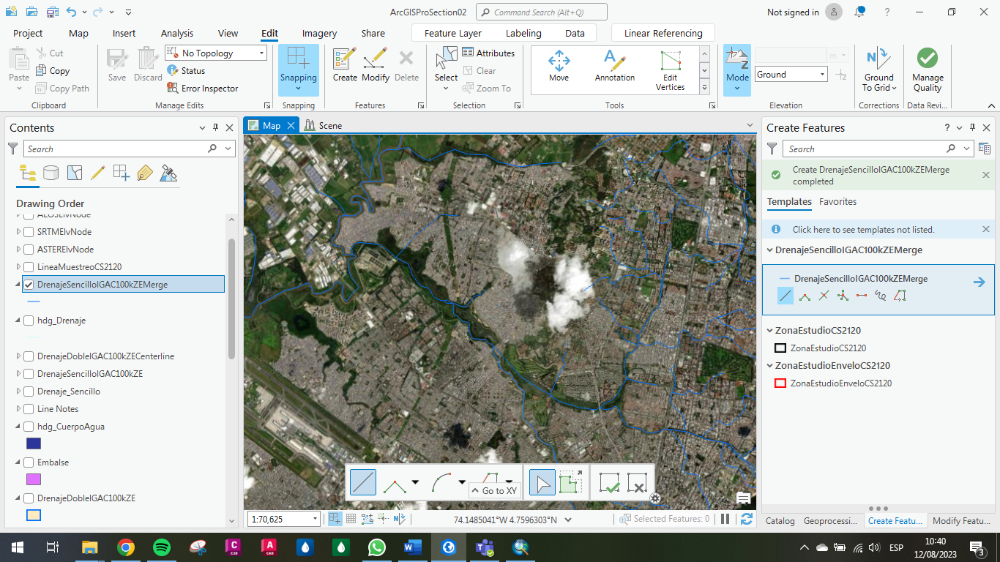 ArcGISProSection02
Command Search (Alt+Q)
Not signed in
?
Project
Map
Insert
Analysis
View
Edit
Imagery
Share
Feature Layer
Labeling
Data
Linear Referencing
Paste
Cut
Copy
Copy Path
Clipboard
Save
Discard
No Topology
Status
Error Inspector
Manage Edits
Snapping
Snapping
Create
Modify
Delete
Features
Select
Attributes
Clear
Zoom To
Selection
Move
Annotation
Edit
Vertices
Tools
Mode
m
Ground
Elevation
Ground
To Grid
Corrections
Manage
Quality
Data Revi...
Contents
Search
Drawing Order
ALOSElvNode
SRTMElvNode
ASTERElvNode
LineaMuestreoCS2120
DrenajeSencilloIGAC100kZEMerge
hdg_Drenaje
DrenajeDobleIGAC100kZECenterline
DrenajeSencilloIGAC100kZE
Drenaje_Sencillo
Line Notes
hdg_CuerpoAgua
Embalse
DrenajeDobleIGAC100kZE
Map
Scene
Go to XY
1:70,625
74.1485041°W 4.7596303°N
Selected Features: 0
Create Features
?
Search
Create DrenajeSencilloIGAC100kZEMerge
completed
Templates
Favorites
Click here to see templates not listed.
DrenajeSencilloIGAC100kZEMerge
DrenajeSencilloIGAC100kZEMerge
ZonaEstudioCS2120
ZonaEstudioCS2120
ZonaEstudioEnveloCS2120
ZonaEstudioEnveloCS2120
Catalog
Geoprocessi...
Create Featu...
Modify Featu...
ESP
10:40
12/08/2023
3